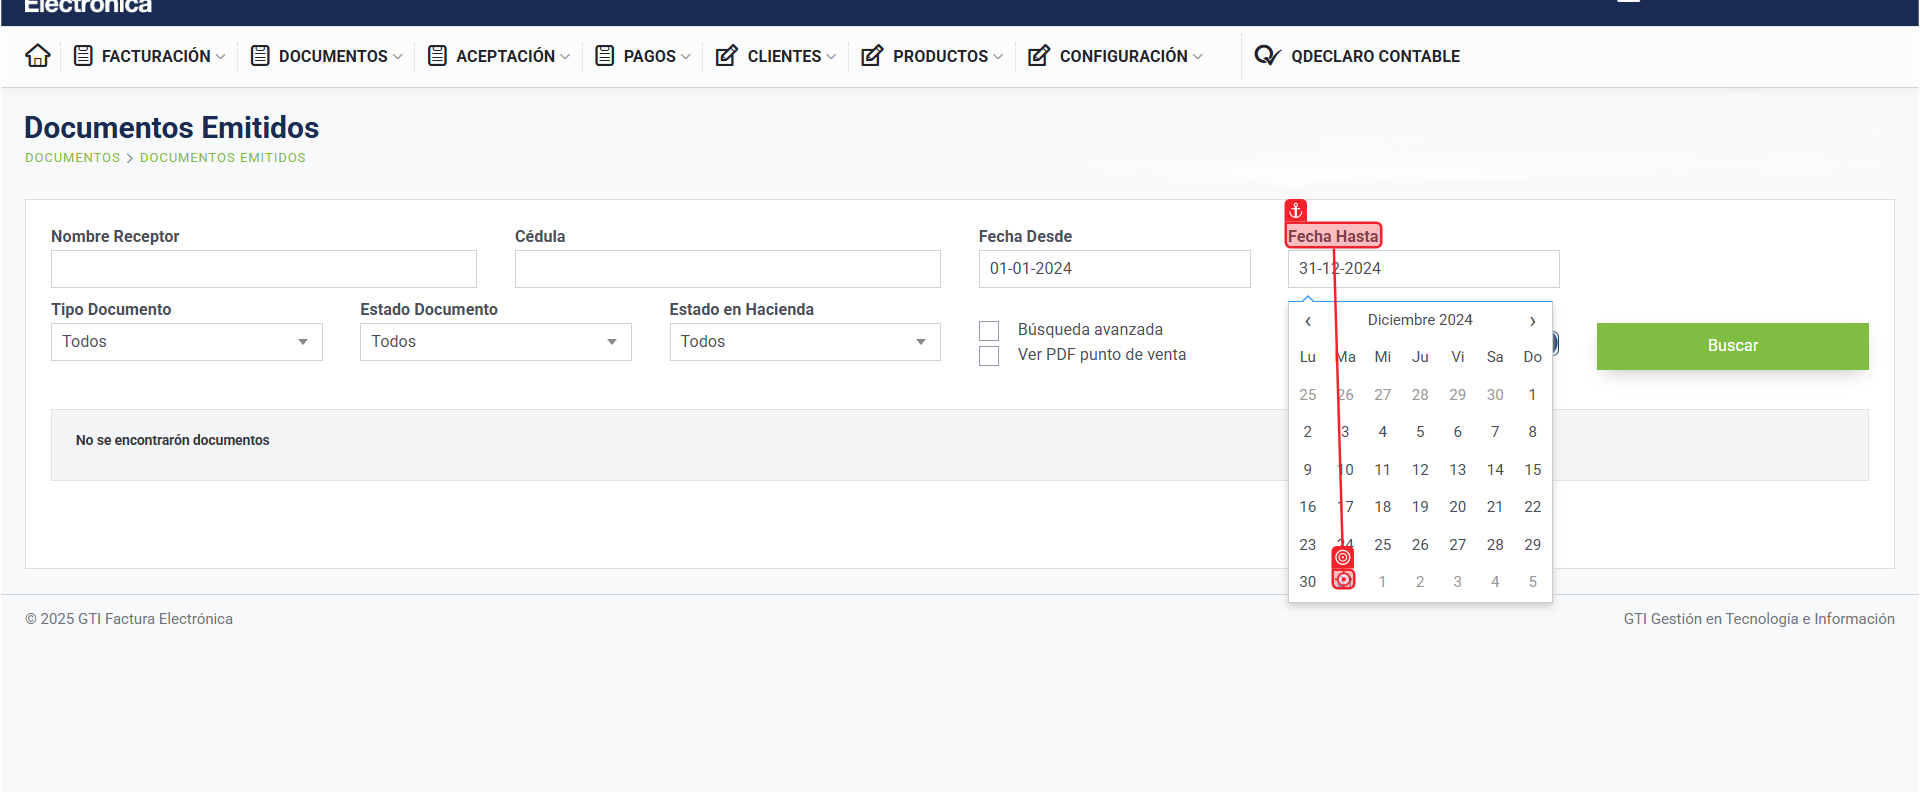 Electrónica
FACTURACIÓN DOCUMENTOS ACEPTACIÓN PAGOS CLIENTES PRODUCTOS CONFIGURACIÓN QDECLARO CONTABLE
Documentos Emitidos
DOCUMENTOS > DOCUMENTOS EMITIDOS
Nombre Receptor Cédula Fecha Desde Fecha Hasta
01-01-2024 31-12-2024
Tipo Documento Estado Documento Estado en Hacienda
Todos Todos Todos
Búsqueda avanzada
Ver PDF punto de venta
Buscar
‹ Diciembre 2024 ›
Lu Ma Mi Ju Vi Sa Do
25 26 27 28 29 30 1
2 3 4 5 6 7 8
9 10 11 12 13 14 15
16 17 18 19 20 21 22
23 24 25 26 27 28 29
30 1 2 3 4 5
No se encontrarón documentos
© 2025 GTI Factura Electrónica
GTI Gestión en Tecnología e Información